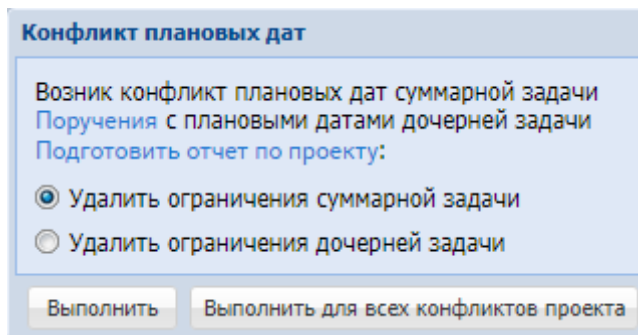 Конфликт плановых дат
Возник конфликт плановых дат суммарной задачи
Поручения с плановыми датами дочерней задачи
Подготовить отчет по проекту:
Удалить ограничения суммарной задачи
Удалить ограничения дочерней задачи
Выполнить Выполнить для всех конфликтов проекта